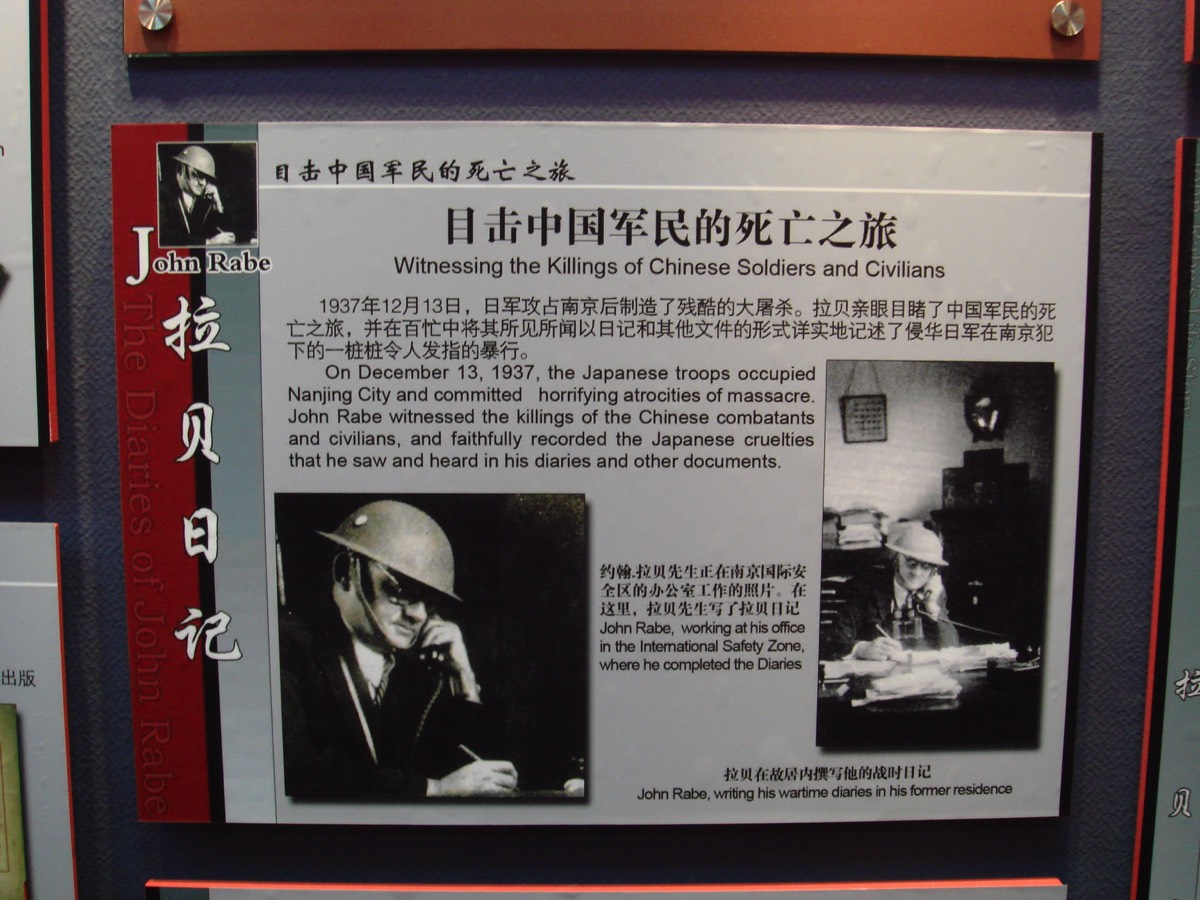 目击中国军民的死亡之旅
John Rabe
拉贝日记
The Diaries of John Rabe
目击中国军民的死亡之旅
Witnessing the Killings of Chinese Soldiers and Civilians
1937年12月13日，日军攻占南京后制造了残酷的大屠杀。拉贝亲眼目睹了中国军民的死
亡之旅，并在百忙中将其所见所闻以日记和其他文件的形式详实地记述了侵华日军在南京犯
下的一桩桩令人发指的暴行。
On December 13, 1937, the Japanese troops occupied
Nanjing City and committed horrifying atrocities of massacre.
John Rabe witnessed the killings of the Chinese combatants
and civilians, and faithfully recorded the Japanese cruelties
that he saw and heard in his diaries and other documents.
约翰.拉贝先生正在南京国际安
全区的办公室工作的照片。在
这里，拉贝先生写了拉贝日记
John Rabe, working at his office
in the International Safety Zone,
where he completed the Diaries
拉贝在故居内撰写他的战时日记
John Rabe, writing his wartime diaries in his former residence
出版
拉
贝